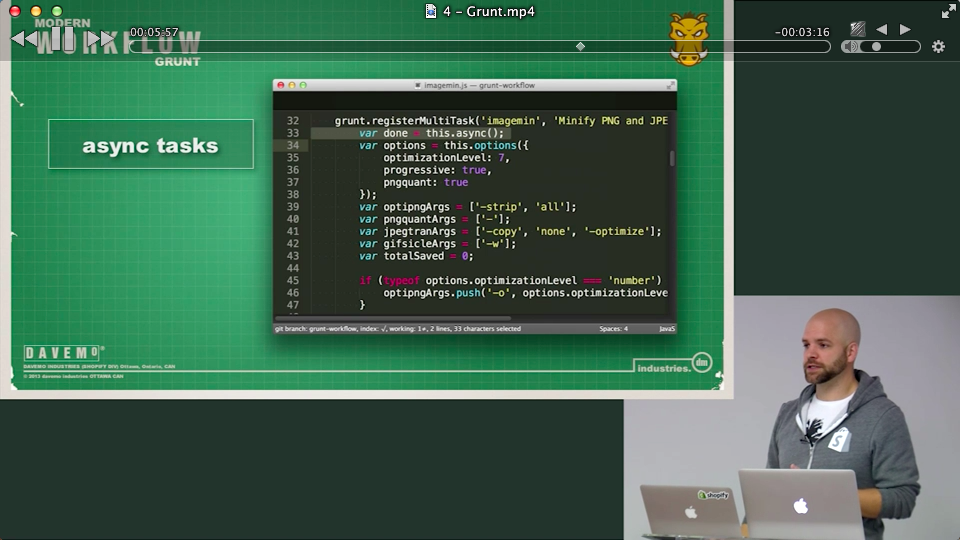 4 – Grunt.mp4
00:05:57
−00:03:16
MODERN
WORKFLOW
GRUNT
async tasks
imagemin.js — grunt-workflow
32 grunt.registerMultiTask('imagemin', 'Minify PNG and JPE
33 var done = this.async();
34 var options = this.options({
35 optimizationLevel: 7,
36 progressive: true,
37 pngquant: true
38 });
39 var optipngArgs = ['-strip', 'all'];
40 var pngquantArgs = ['-'];
41 var jpegtranArgs = ['-copy', 'none', '-optimize'];
42 var gifsicleArgs = ['-w'];
43 var totalSaved = 0;
44
45 if (typeof options.optimizationLevel === 'number')
46 optipngArgs.push('-o', options.optimizationLeve
47 }
git branch: grunt-workflow, index: √, working: 1≠, 2 lines, 33 characters selected
Spaces: 4
JavaS
DAVEMO®
DAVEMO INDUSTRIES (SHOPIFY DIV) Ottawa, Ontario, CAN
© 2013 davemo industries OTTAWA CAN
industries.
dm
S
shopify